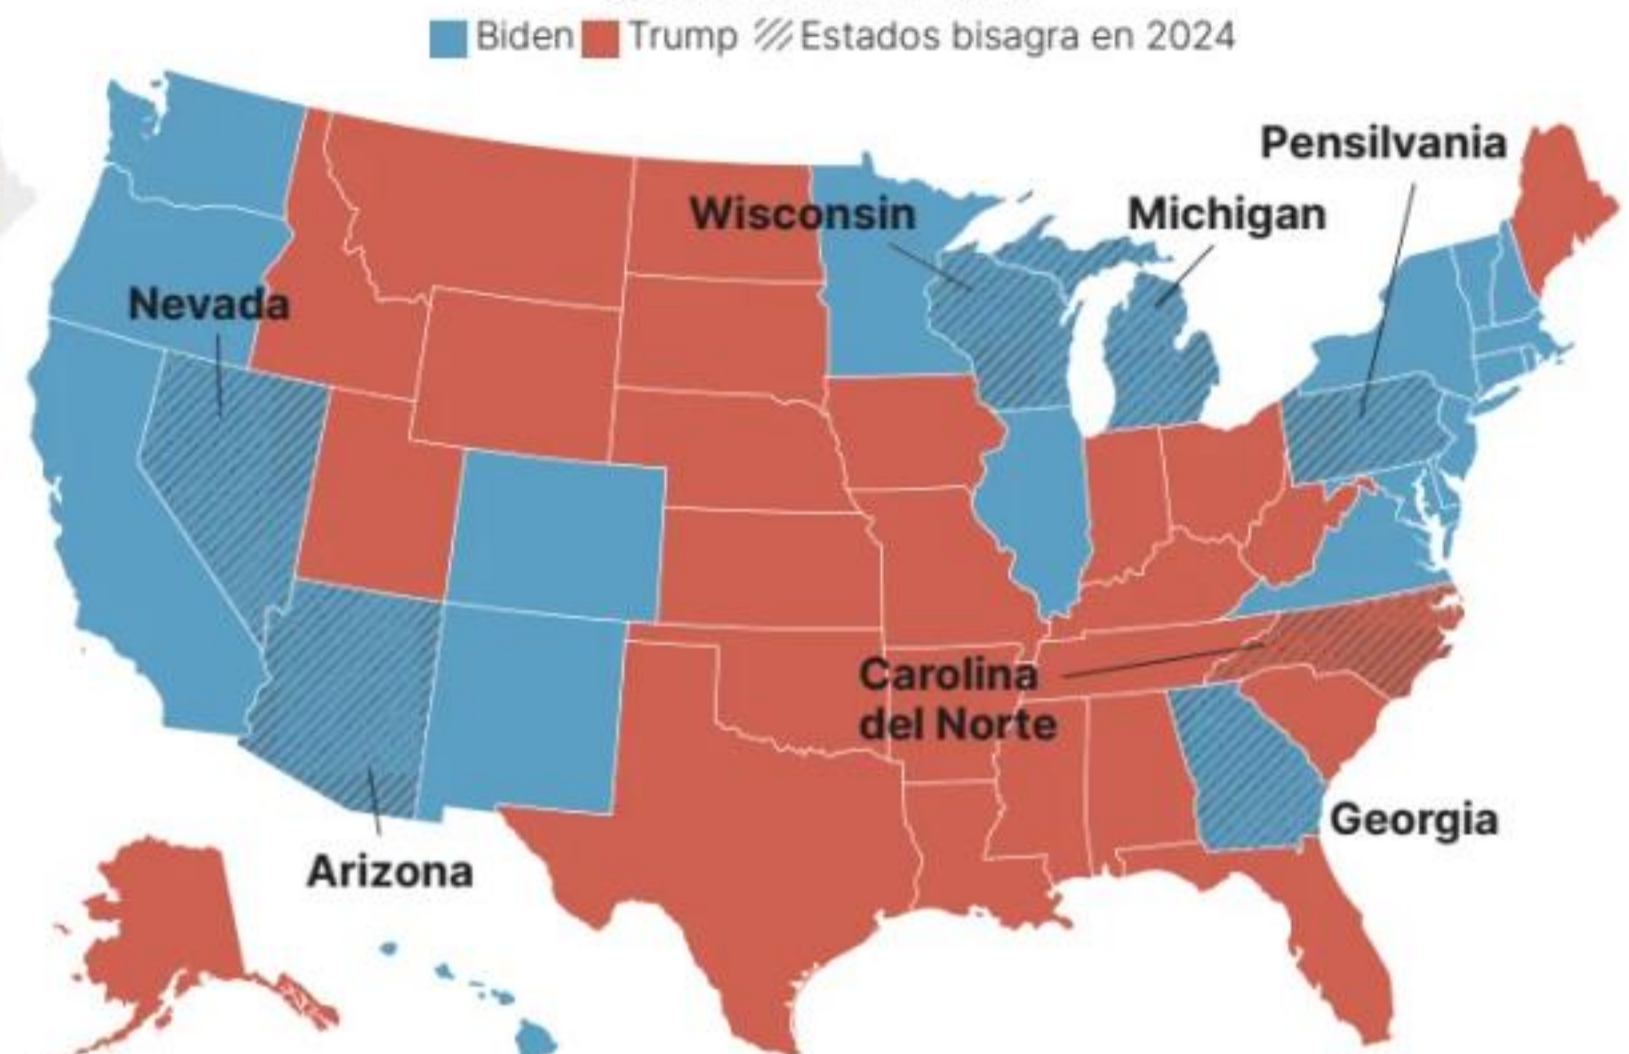 Biden Trump Estados bisagra en 2024
Pensilvania
Wisconsin
Michigan
Nevada
Carolina
del Norte
Georgia
Arizona